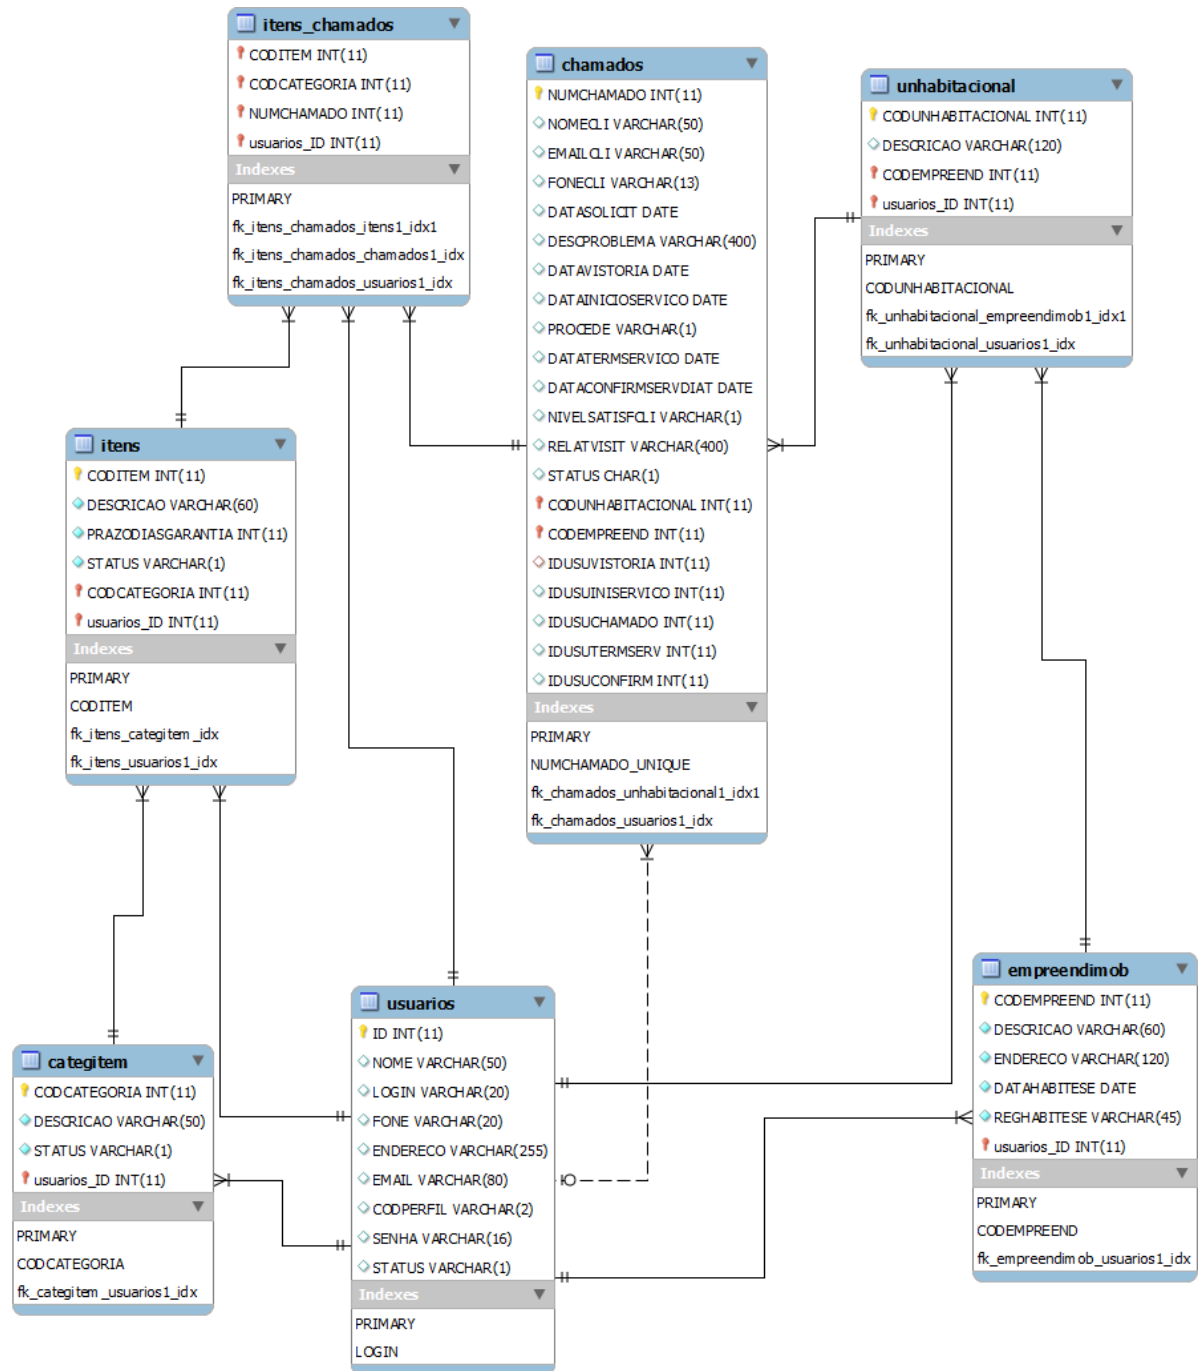 itens_chamados
CODITEM INT(11)
CODCATEGORIA INT(11)
NUMCHAMADO INT(11)
usuarios_ID INT(11)
Indexes
PRIMARY
fk_itens_chamados_itens1_idx1
fk_itens_chamados_chamados1_idx
fk_itens_chamados_usuarios1_idx
chamados
NUMCHAMADO INT(11)
NOMECLI VARCHAR(50)
EMAILCLI VARCHAR(50)
FONECLI VARCHAR(13)
DATASOLICIT DATE
DESCPROBLEMA VARCHAR(400)
DATAVISTORIA DATE
DATAINICIOSERVICO DATE
PROCEDE VARCHAR(1)
DATATERMSERVICO DATE
DATACONFIRMSERVDIAT DATE
NIVELSATISFCLI VARCHAR(1)
RELATVISIT VARCHAR(400)
STATUS CHAR(1)
CODUNHABITACIONAL INT(11)
CODEMPREEND INT(11)
IDUSUVISTORIA INT(11)
IDUSUINISERVICO INT(11)
IDUSUCHAMADO INT(11)
IDUSUTERMSERV INT(11)
IDUSUCONFIRM INT(11)
Indexes
PRIMARY
NUMCHAMADO_UNIQUE
fk_chamados_unhabitacional1_idx1
fk_chamados_usuarios1_idx
unhabitacional
CODUNHABITACIONAL INT(11)
DESCRICAO VARCHAR(120)
CODEMPREEND INT(11)
usuarios_ID INT(11)
Indexes
PRIMARY
CODUNHABITACIONAL
fk_unhabitacional_empreendimob1_idx1
fk_unhabitacional_usuarios1_idx
itens
CODITEM INT(11)
DESCRICAO VARCHAR(60)
PRAZODIASGARANTIA INT(11)
STATUS VARCHAR(1)
CODCATEGORIA INT(11)
usuarios_ID INT(11)
Indexes
PRIMARY
CODITEM
fk_itens_categitem_idx
fk_itens_usuarios1_idx
categitem
CODCATEGORIA INT(11)
DESCRICAO VARCHAR(50)
STATUS VARCHAR(1)
usuarios_ID INT(11)
Indexes
PRIMARY
CODCATEGORIA
fk_categitem_usuarios1_idx
usuarios
ID INT(11)
NOME VARCHAR(50)
LOGIN VARCHAR(20)
FONE VARCHAR(20)
ENDERECO VARCHAR(255)
EMAIL VARCHAR(80)
CODPERFIL VARCHAR(2)
SENHA VARCHAR(16)
STATUS VARCHAR(1)
Indexes
PRIMARY
LOGIN
empreendimob
CODEMPREEND INT(11)
DESCRICAO VARCHAR(60)
ENDERECO VARCHAR(120)
DATAHABITESE DATE
REGHABITESE VARCHAR(45)
usuarios_ID INT(11)
Indexes
PRIMARY
CODEMPREEND
fk_empreendimob_usuarios1_idx